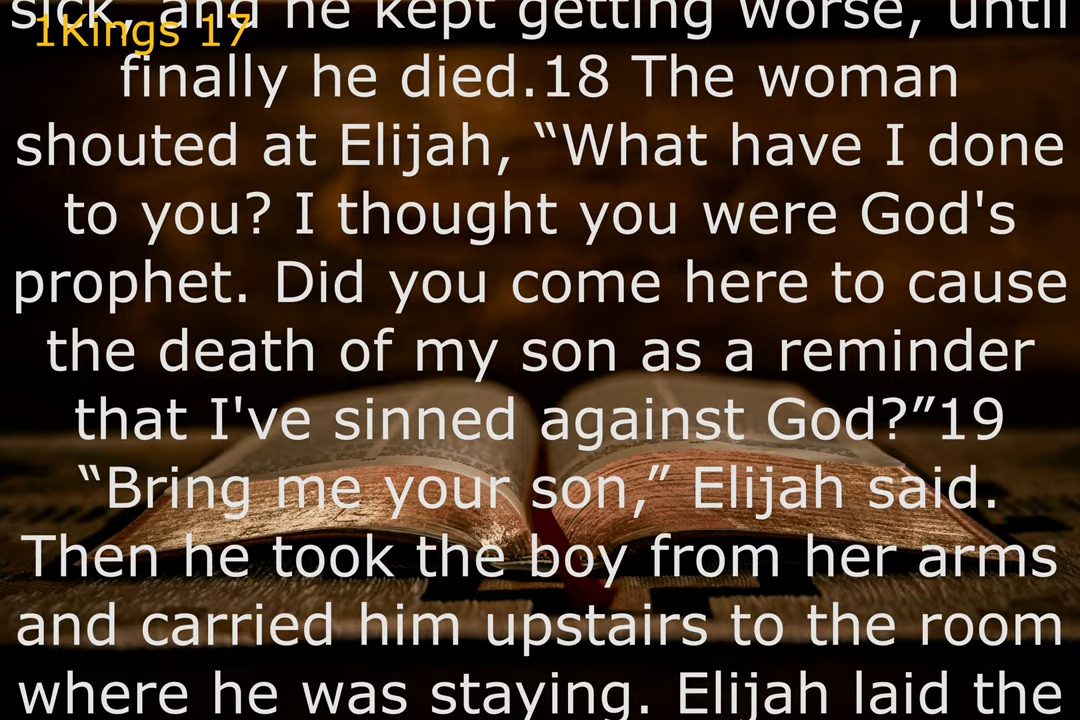 sick, and he kept getting worse, until
1Kings 17
finally he died.18 The woman
shouted at Elijah, “What have I done
to you? I thought you were God's
prophet. Did you come here to cause
the death of my son as a reminder
that I've sinned against God?”19
“Bring me your son,” Elijah said.
Then he took the boy from her arms
and carried him upstairs to the room
where he was staying. Elijah laid the